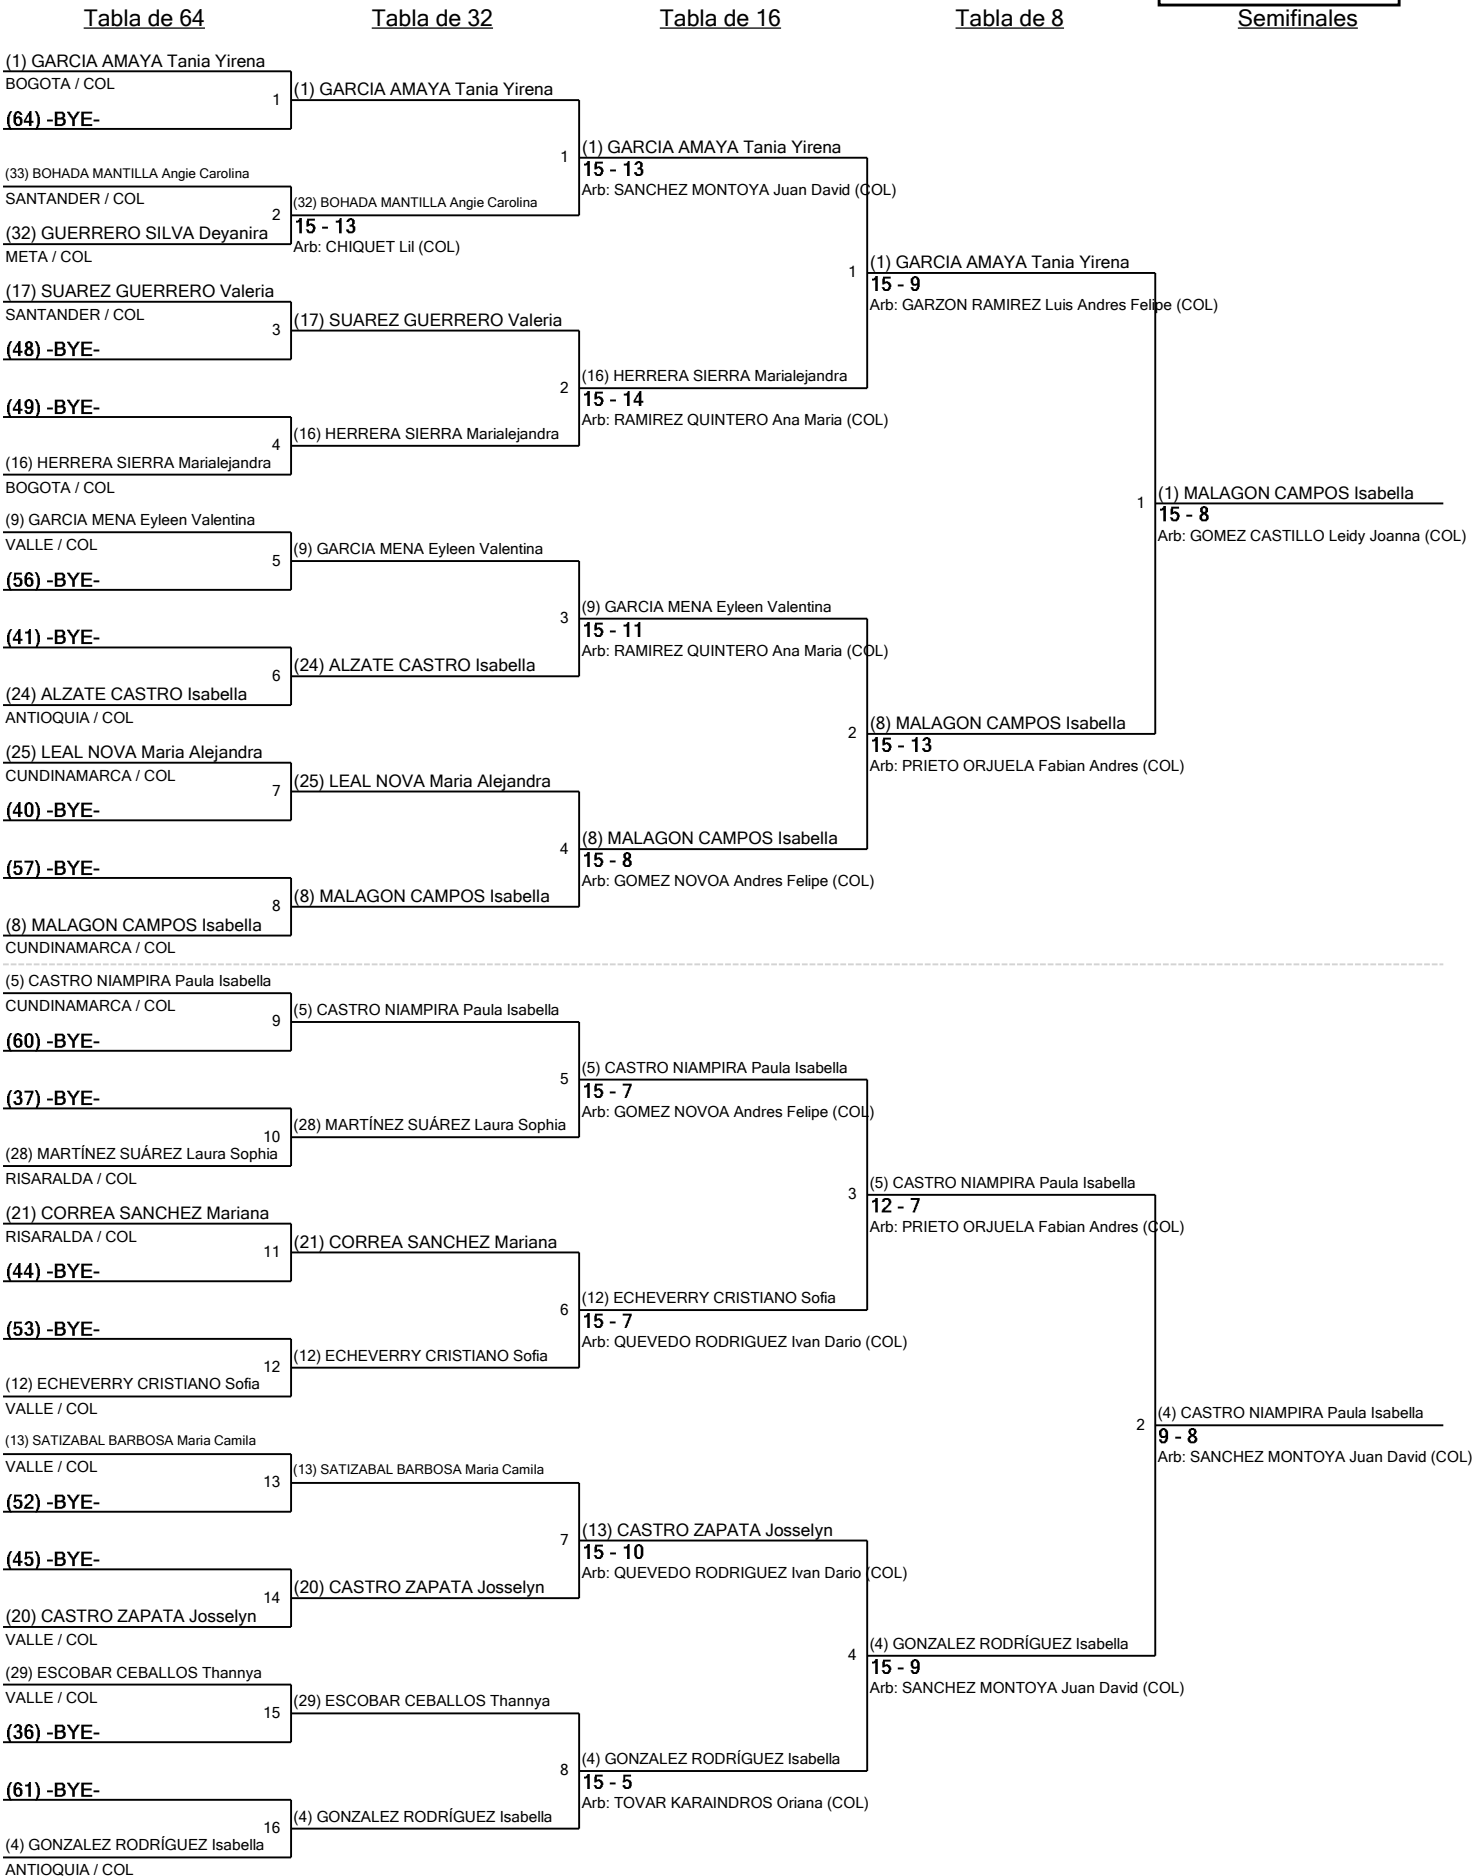 Tabla de 64
Tabla de 32
Tabla de 16
Tabla de 8
Semifinales
(1) GARCIA AMAYA Tania Yirena
BOGOTA / COL
1
(64) -BYE-
(33) BOHADA MANTILLA Angie Carolina
SANTANDER / COL
2
(32) GUERRERO SILVA Deyanira
META / COL
(17) SUAREZ GUERRERO Valeria
SANTANDER / COL
3
(48) -BYE-
(49) -BYE-
4
(16) HERRERA SIERRA Marialejandra
BOGOTA / COL
(9) GARCIA MENA Eyleen Valentina
VALLE / COL
5
(56) -BYE-
(41) -BYE-
6
(24) ALZATE CASTRO Isabella
ANTIOQUIA / COL
(25) LEAL NOVA Maria Alejandra
CUNDINAMARCA / COL
7
(40) -BYE-
(57) -BYE-
8
(8) MALAGON CAMPOS Isabella
CUNDINAMARCA / COL
(5) CASTRO NIAMPIRA Paula Isabella
CUNDINAMARCA / COL
9
(60) -BYE-
(37) -BYE-
10
(28) MARTÍNEZ SUÁREZ Laura Sophia
RISARALDA / COL
(21) CORREA SANCHEZ Mariana
RISARALDA / COL
11
(44) -BYE-
(53) -BYE-
12
(12) ECHEVERRY CRISTIANO Sofia
VALLE / COL
(13) SATIZABAL BARBOSA Maria Camila
VALLE / COL
13
(52) -BYE-
(45) -BYE-
14
(20) CASTRO ZAPATA Josselyn
VALLE / COL
(29) ESCOBAR CEBALLOS Thannya
VALLE / COL
15
(36) -BYE-
(61) -BYE-
16
(4) GONZALEZ RODRÍGUEZ Isabella
ANTIOQUIA / COL
(1) GARCIA AMAYA Tania Yirena
1
(32) BOHADA MANTILLA Angie Carolina
15 - 13
Arb: CHIQUET Lil (COL)
(17) SUAREZ GUERRERO Valeria
2
(16) HERRERA SIERRA Marialejandra
(9) GARCIA MENA Eyleen Valentina
3
(24) ALZATE CASTRO Isabella
(25) LEAL NOVA Maria Alejandra
4
(8) MALAGON CAMPOS Isabella
(5) CASTRO NIAMPIRA Paula Isabella
5
(28) MARTÍNEZ SUÁREZ Laura Sophia
(21) CORREA SANCHEZ Mariana
6
(12) ECHEVERRY CRISTIANO Sofia
(13) SATIZABAL BARBOSA Maria Camila
7
(20) CASTRO ZAPATA Josselyn
(29) ESCOBAR CEBALLOS Thannya
8
(4) GONZALEZ RODRÍGUEZ Isabella
(1) GARCIA AMAYA Tania Yirena
15 - 13
Arb: SANCHEZ MONTOYA Juan David (COL)
1
(16) HERRERA SIERRA Marialejandra
15 - 14
Arb: RAMIREZ QUINTERO Ana Maria (COL)
(9) GARCIA MENA Eyleen Valentina
15 - 11
Arb: RAMIREZ QUINTERO Ana Maria (COL)
2
(8) MALAGON CAMPOS Isabella
15 - 8
Arb: GOMEZ NOVOA Andres Felipe (COL)
(5) CASTRO NIAMPIRA Paula Isabella
15 - 7
Arb: GOMEZ NOVOA Andres Felipe (COL)
3
(12) ECHEVERRY CRISTIANO Sofia
15 - 7
Arb: QUEVEDO RODRIGUEZ Ivan Dario (COL)
(13) CASTRO ZAPATA Josselyn
15 - 10
Arb: QUEVEDO RODRIGUEZ Ivan Dario (COL)
4
(4) GONZALEZ RODRÍGUEZ Isabella
15 - 5
Arb: TOVAR KARAINDROS Oriana (COL)
(1) GARCIA AMAYA Tania Yirena
15 - 9
Arb: GARZON RAMIREZ Luis Andres Felipe (COL)
1
(8) MALAGON CAMPOS Isabella
15 - 13
Arb: PRIETO ORJUELA Fabian Andres (COL)
(5) CASTRO NIAMPIRA Paula Isabella
12 - 7
Arb: PRIETO ORJUELA Fabian Andres (COL)
2
(4) GONZALEZ RODRÍGUEZ Isabella
15 - 9
Arb: SANCHEZ MONTOYA Juan David (COL)
(1) MALAGON CAMPOS Isabella
15 - 8
Arb: GOMEZ CASTILLO Leidy Joanna (COL)
(4) CASTRO NIAMPIRA Paula Isabella
9 - 8
Arb: SANCHEZ MONTOYA Juan David (COL)